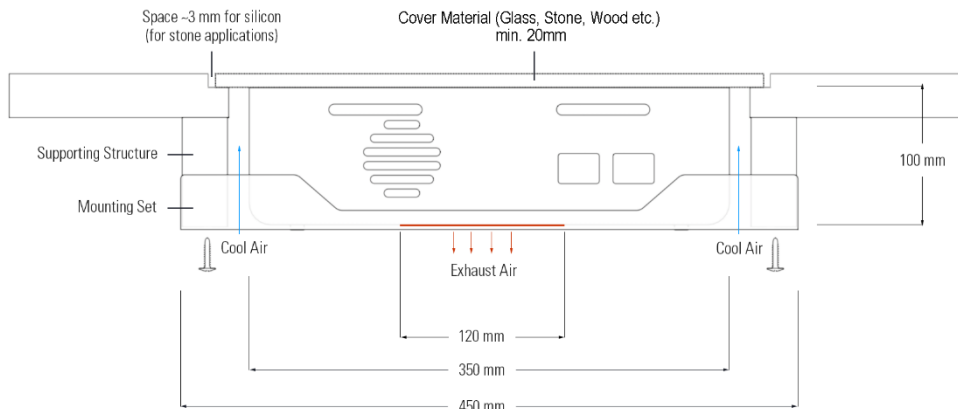 Space ~3 mm for silicon
(for stone applications)
Cover Material (Glass, Stone, Wood etc.)
min. 20mm
Supporting Structure
100 mm
Mounting Set
Cool Air
Cool Air
Exhaust Air
120 mm
350 mm
450 mm